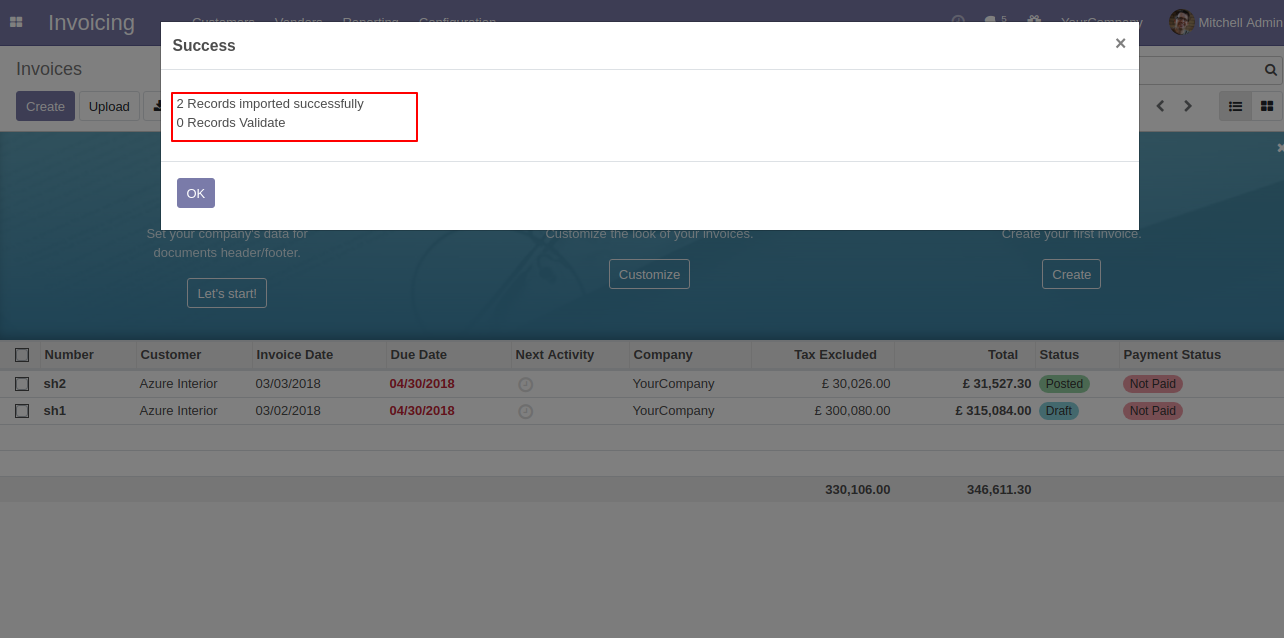 Invoicing
Customers Vendors Reporting Configuration
5
YourCompany
Mitchell Admin
Success
×
2 Records imported successfully
0 Records Validate
OK
Invoices
Create Upload
Set your company's data for
documents header/footer.
Let's start!
Customize the look of your invoices.
Customize
Create your first invoice.
Create
Number Customer Invoice Date Due Date Next Activity Company Tax Excluded Total Status Payment Status
sh2 Azure Interior 03/03/2018 04/30/2018 YourCompany £ 30,026.00 £ 31,527.30 Posted Not Paid
sh1 Azure Interior 03/02/2018 04/30/2018 YourCompany £ 300,080.00 £ 315,084.00 Draft Not Paid
330,106.00 346,611.30